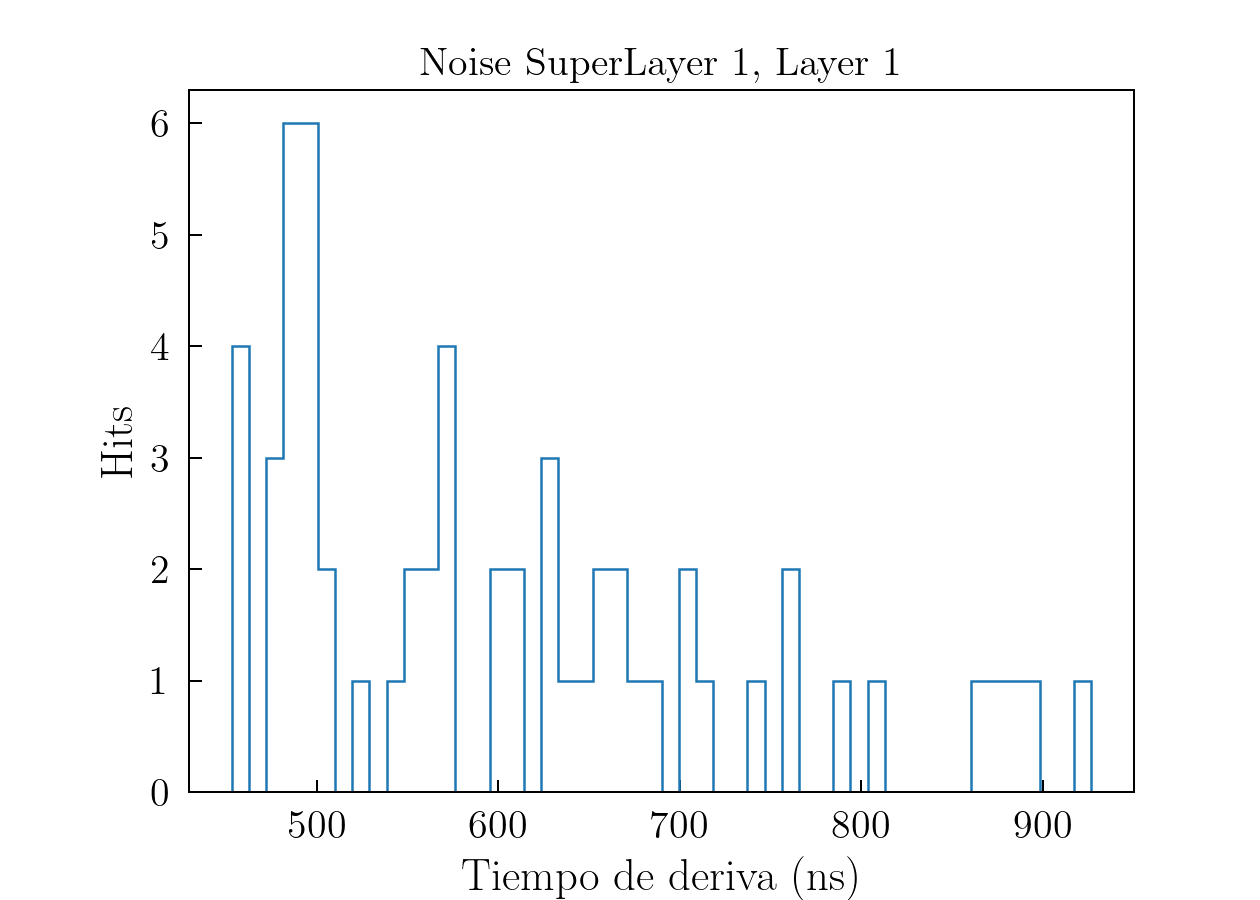 Noise SuperLayer 1, Layer 1
6
5
4
3
2
1
0
Hits
500 600 700 800 900
Tiempo de deriva (ns)